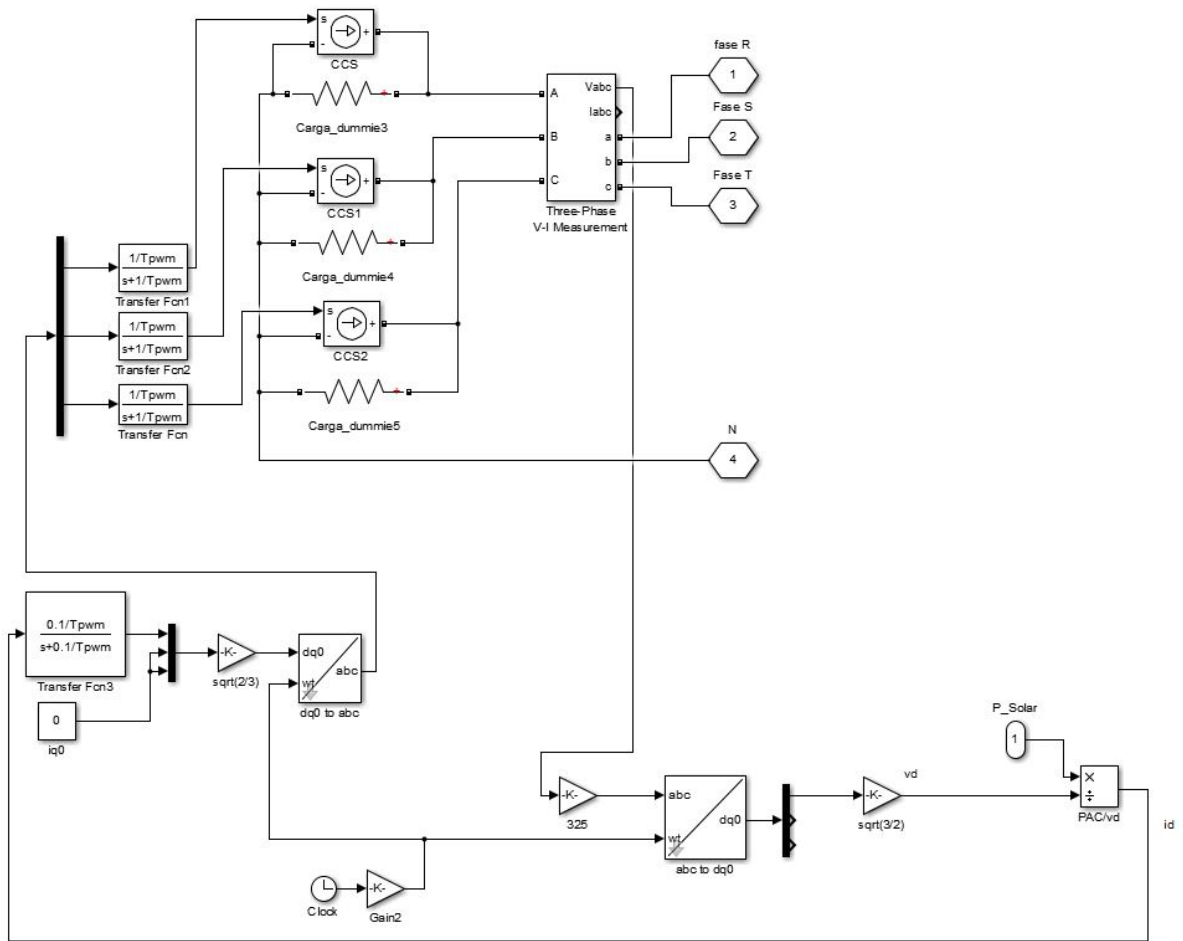 s
+
-
CCS
Carga_dummie3
fase R
1
Vabc
A
Iabc
Fase S
B
a
2
b
C
c
Fase T
3
Three-Phase
V-I Measurement
s
+
-
CCS1
Carga_dummie4
1/Tpwm
s+1/Tpwm
Transfer Fcn1
s
+
-
CCS2
1/Tpwm
s+1/Tpwm
Transfer Fcn2
1/Tpwm
s+1/Tpwm
Transfer Fcn
Carga_dummie5
N
4
0.1/Tpwm
s+0.1/Tpwm
Transfer Fcn3
-K-
sqrt(2/3)
dq0
abc
wt
dq0 to abc
0
iq0
P_Solar
1
-K-
325
abc
dq0
wt
abc to dq0
vd
-K-
sqrt(3/2)
×
÷
PAC/vd
id
Clock
-K-
Gain2